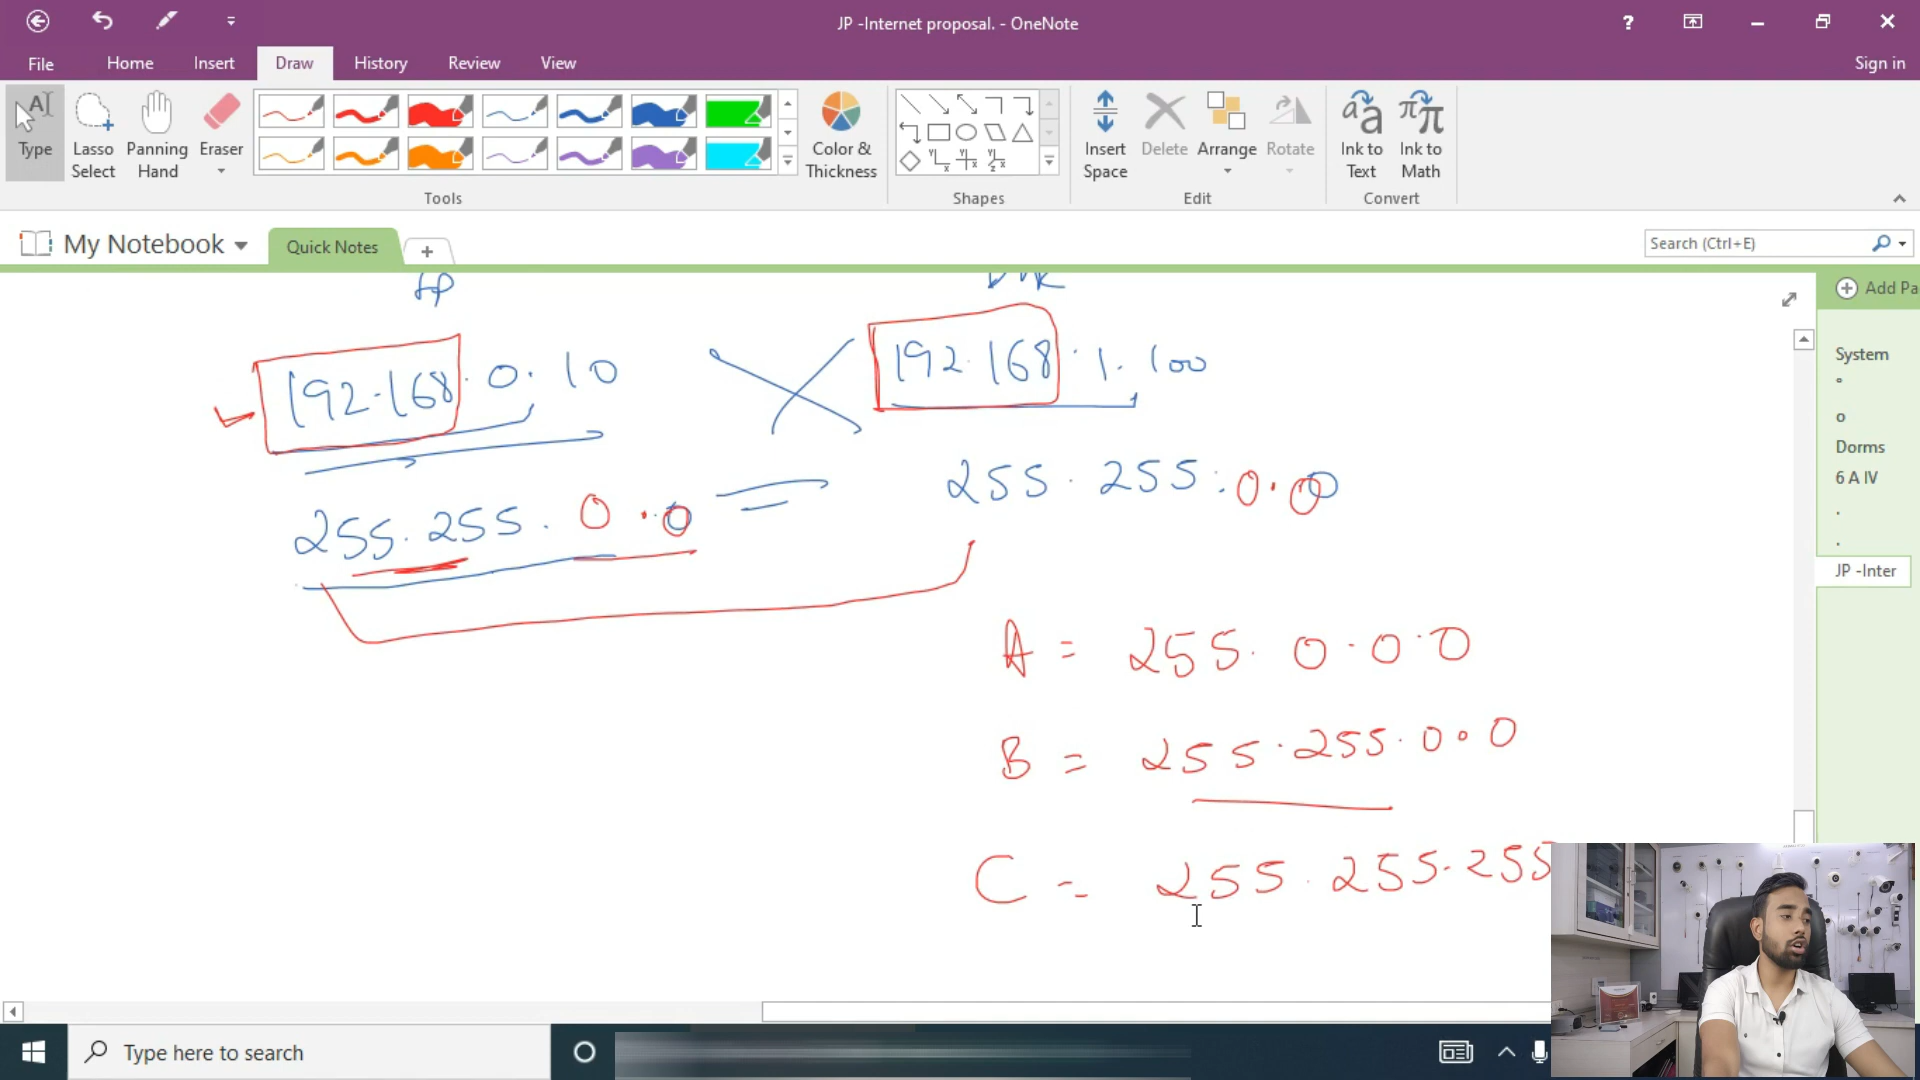 JP -Internet proposal. - OneNote
?
File Home Insert Draw History Review View
Sign in
Type
Lasso Select
Panning Hand
Eraser
Color & Thickness
Insert Space
Delete
Arrange
Rotate
Ink to Text
Ink to Math
Tools
Shapes
Edit
Convert
My Notebook
Quick Notes
Search (Ctrl+E)
Add Pa
System
o
Dorms
6 A IV
.
.
JP -Inter
192.168.0.10
192.168.1.100
255.255.0.0 = 255.255.0.0
A = 255.0.0.0
B = 255.255.0.0
C = 255.255.255
Type here to search